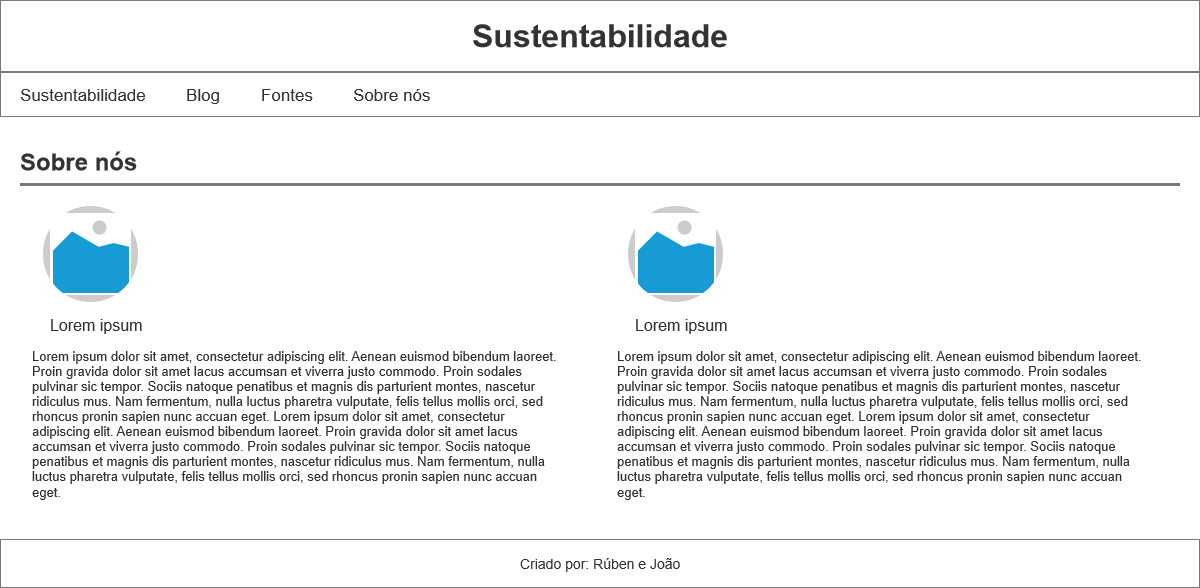 Sustentabilidade
Sustentabilidade Blog Fontes Sobre nós
Sobre nós
Lorem ipsum
Lorem ipsum dolor sit amet, consectetur adipiscing elit. Aenean euismod bibendum laoreet.
Proin gravida dolor sit amet lacus accumsan et viverra justo commodo. Proin sodales
pulvinar sic tempor. Sociis natoque penatibus et magnis dis parturient montes, nascetur
ridiculus mus. Nam fermentum, nulla luctus pharetra vulputate, felis tellus mollis orci, sed
rhoncus pronin sapien nunc accuan eget. Lorem ipsum dolor sit amet, consectetur
adipiscing elit. Aenean euismod bibendum laoreet. Proin gravida dolor sit amet lacus
accumsan et viverra justo commodo. Proin sodales pulvinar sic tempor. Sociis natoque
penatibus et magnis dis parturient montes, nascetur ridiculus mus. Nam fermentum, nulla
luctus pharetra vulputate, felis tellus mollis orci, sed rhoncus pronin sapien nunc accuan
eget.
Lorem ipsum
Lorem ipsum dolor sit amet, consectetur adipiscing elit. Aenean euismod bibendum laoreet.
Proin gravida dolor sit amet lacus accumsan et viverra justo commodo. Proin sodales
pulvinar sic tempor. Sociis natoque penatibus et magnis dis parturient montes, nascetur
ridiculus mus. Nam fermentum, nulla luctus pharetra vulputate, felis tellus mollis orci, sed
rhoncus pronin sapien nunc accuan eget. Lorem ipsum dolor sit amet, consectetur
adipiscing elit. Aenean euismod bibendum laoreet. Proin gravida dolor sit amet lacus
accumsan et viverra justo commodo. Proin sodales pulvinar sic tempor. Sociis natoque
penatibus et magnis dis parturient montes, nascetur ridiculus mus. Nam fermentum, nulla
luctus pharetra vulputate, felis tellus mollis orci, sed rhoncus pronin sapien nunc accuan
eget.
Criado por: Rúben e João